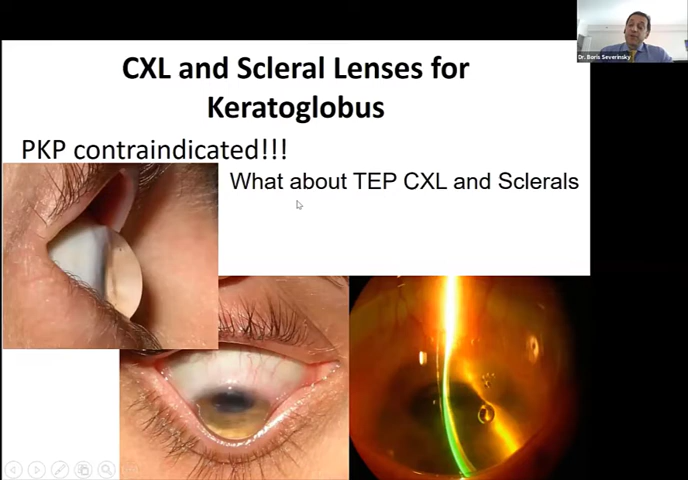 Dr. Boris Severinsky
CXL and Scleral Lenses for
Keratoglobus
PKP contraindicated!!!
What about TEP CXL and Sclerals